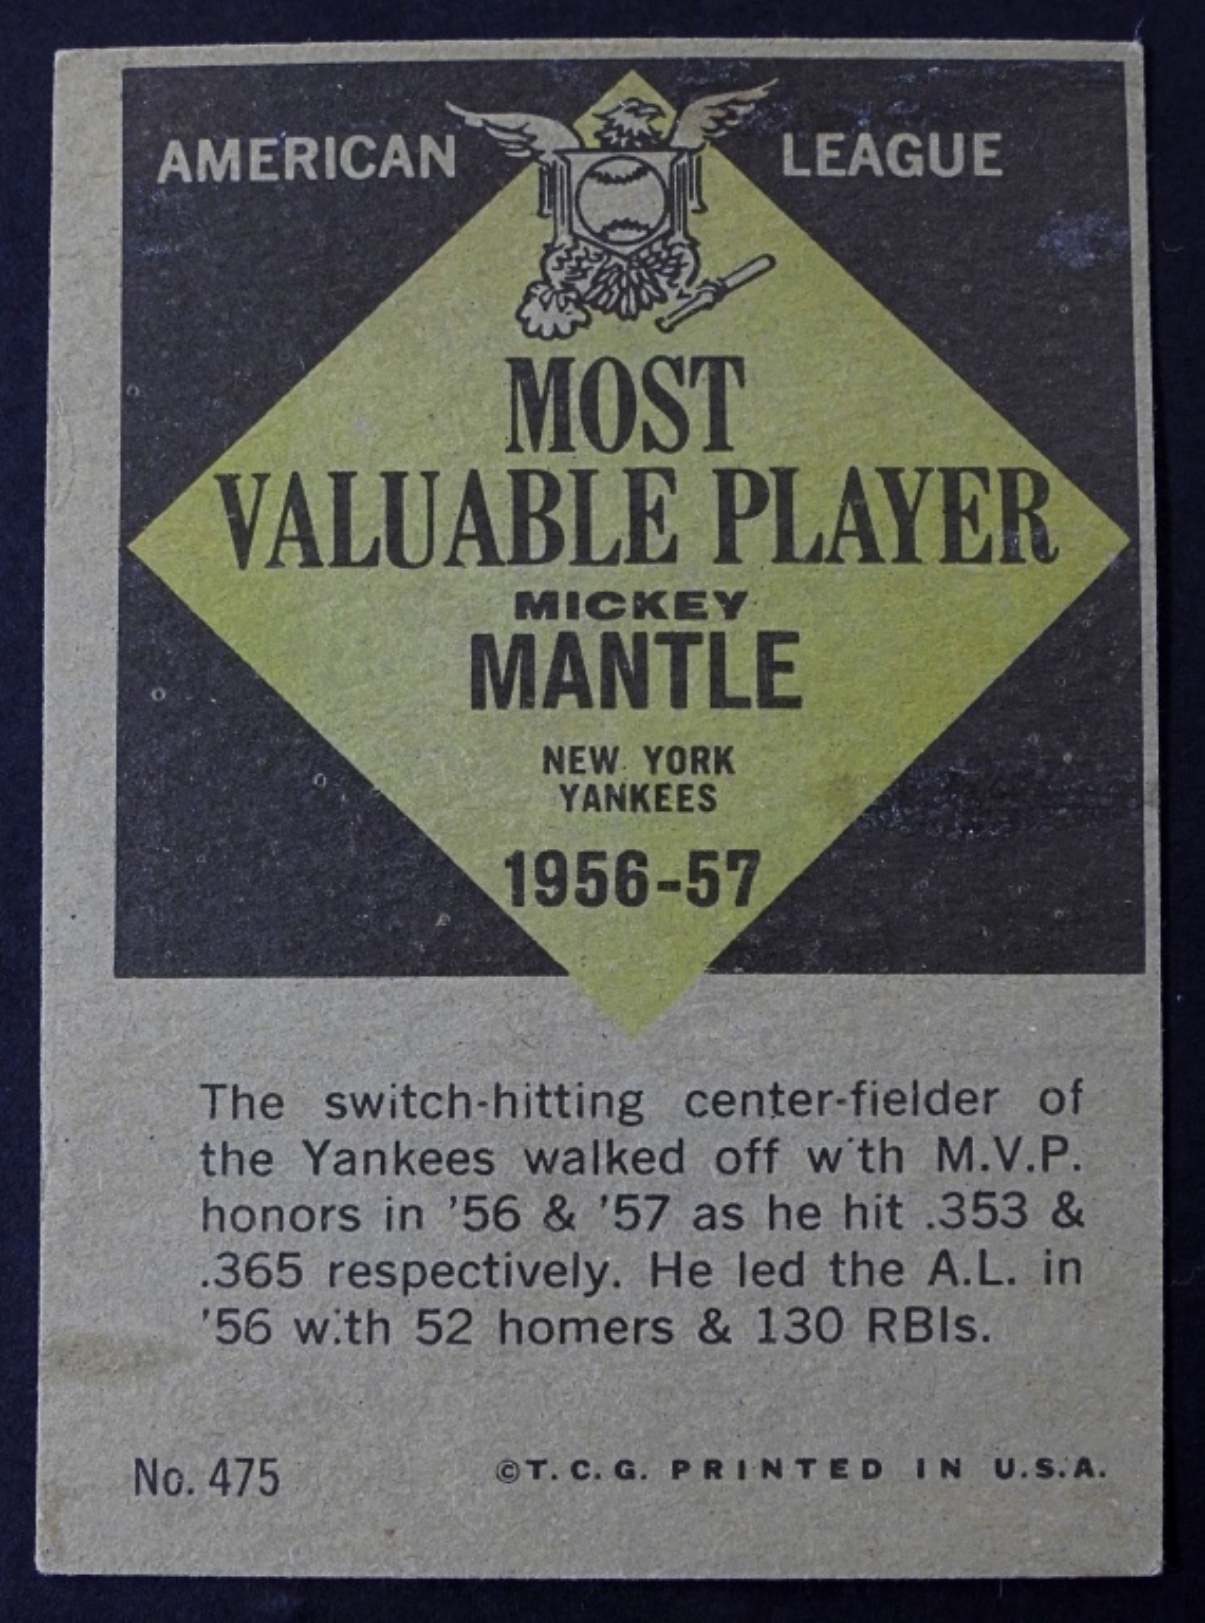 AMERICAN LEAGUE
MOST
VALUABLE PLAYER
MICKEY
MANTLE
NEW YORK
YANKEES
1956-57
The switch-hitting center-fielder of
the Yankees walked off with M.V.P.
honors in '56 & '57 as he hit .353 &
.365 respectively. He led the A.L. in
'56 with 52 homers & 130 RBIs.
No. 475 ©T.C.G. PRINTED IN U.S.A.